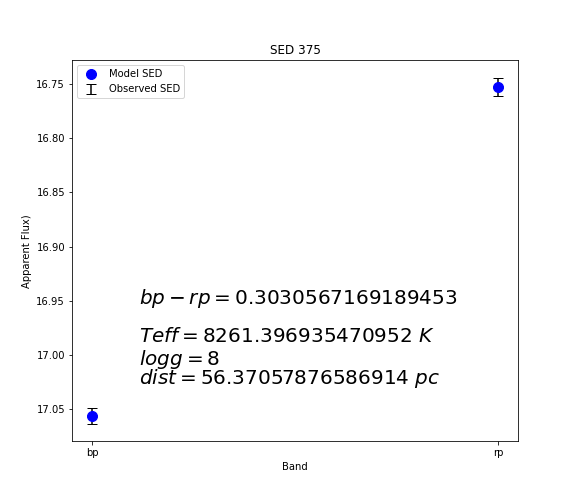 SED 375
Model SED
Observed SED
Apparent Flux)
16.75
16.80
16.85
16.90
16.95
17.00
17.05
bp − rp = 0.3030567169189453
Teff = 8261.396935470952 K
logg = 8
dist = 56.37057876586914 pc
bp
rp
Band